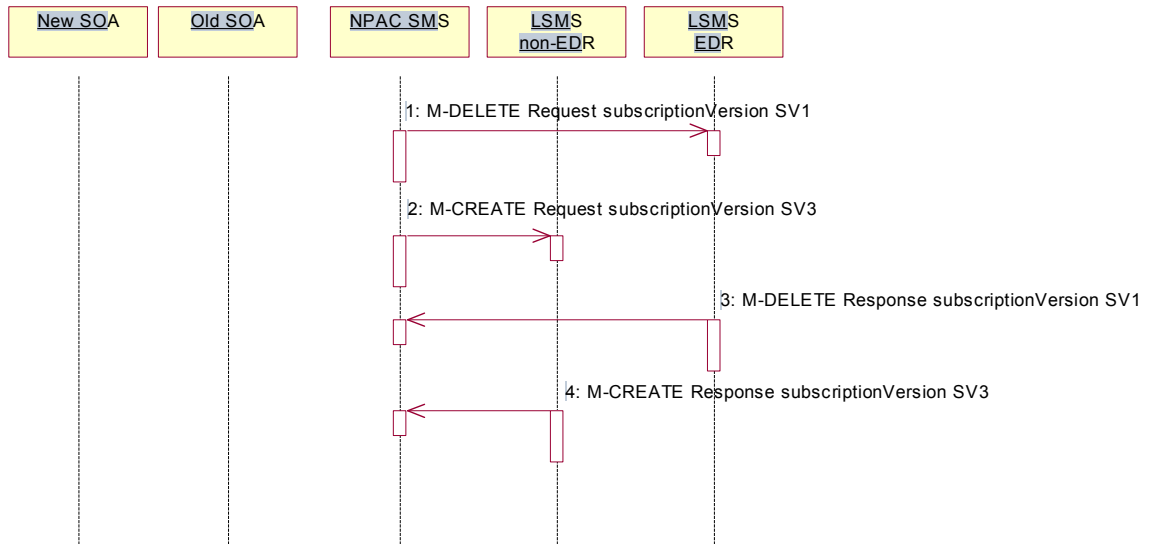 New SOA
Old SOA
NPAC SMS
LSMS
non-EDR
LSMS
EDR
1: M-DELETE Request subscriptionVersion SV1
2: M-CREATE Request subscriptionVersion SV3
3: M-DELETE Response subscriptionVersion SV1
4: M-CREATE Response subscriptionVersion SV3